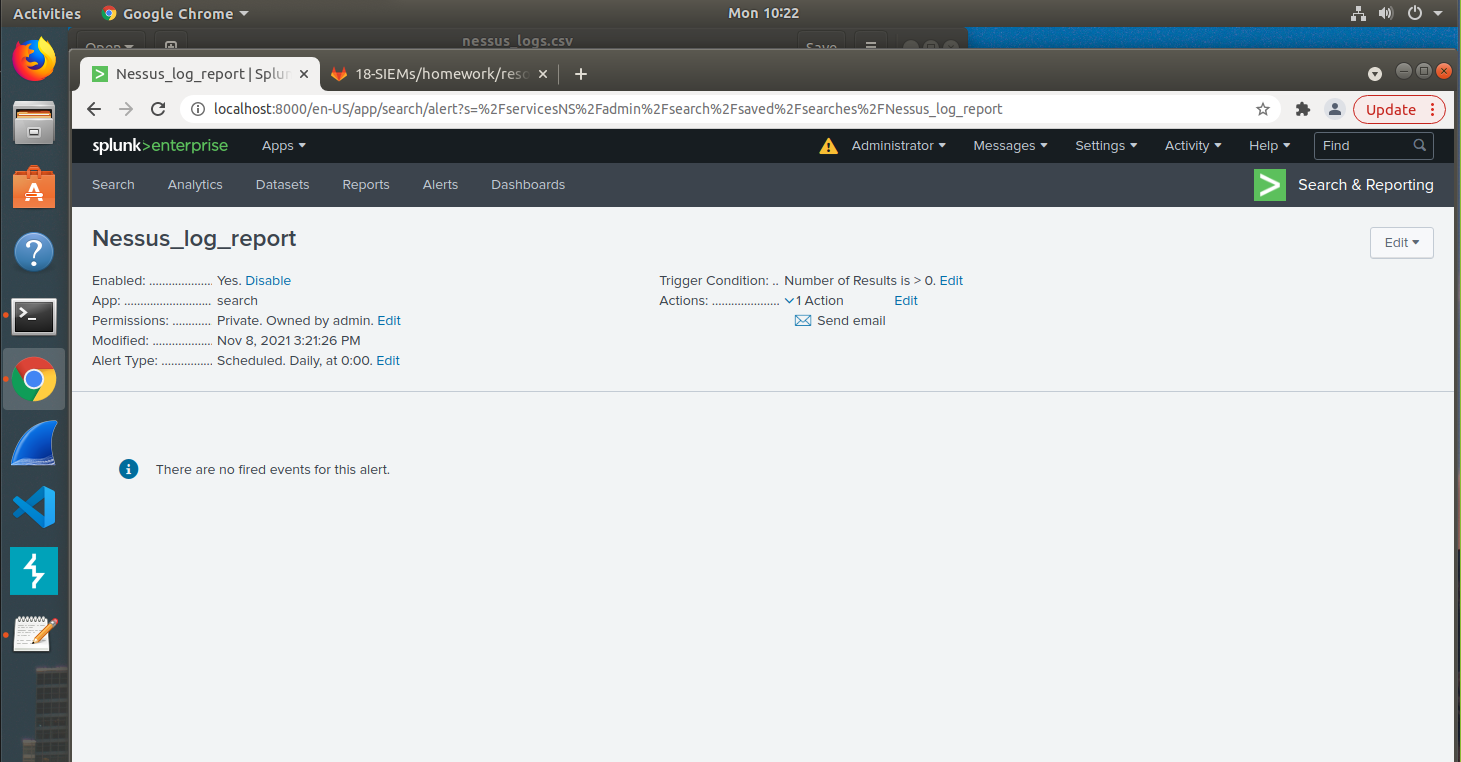 Activities Google Chrome Mon 10:22
Open nessus_logs.csv Save
Nessus_log_report | Splun 18-SIEMs/homework/reso
localhost:8000/en-US/app/search/alert?s=%2FservicesNS%2Fadmin%2Fsearch%2Fsaved%2Fsearches%2FNessus_log_report Update
splunk>enterprise Apps Administrator Messages Settings Activity Help Find
Search Analytics Datasets Reports Alerts Dashboards Search & Reporting
Nessus_log_report Edit
Enabled: ................... Yes. Disable Trigger Condition: .. Number of Results is > 0. Edit
App: .......................... search Actions: .................... 1 Action Edit
Permissions: ............ Private. Owned by admin. Edit Send email
Modified: .................. Nov 8, 2021 3:21:26 PM
Alert Type: ............... Scheduled. Daily, at 0:00. Edit
There are no fired events for this alert.